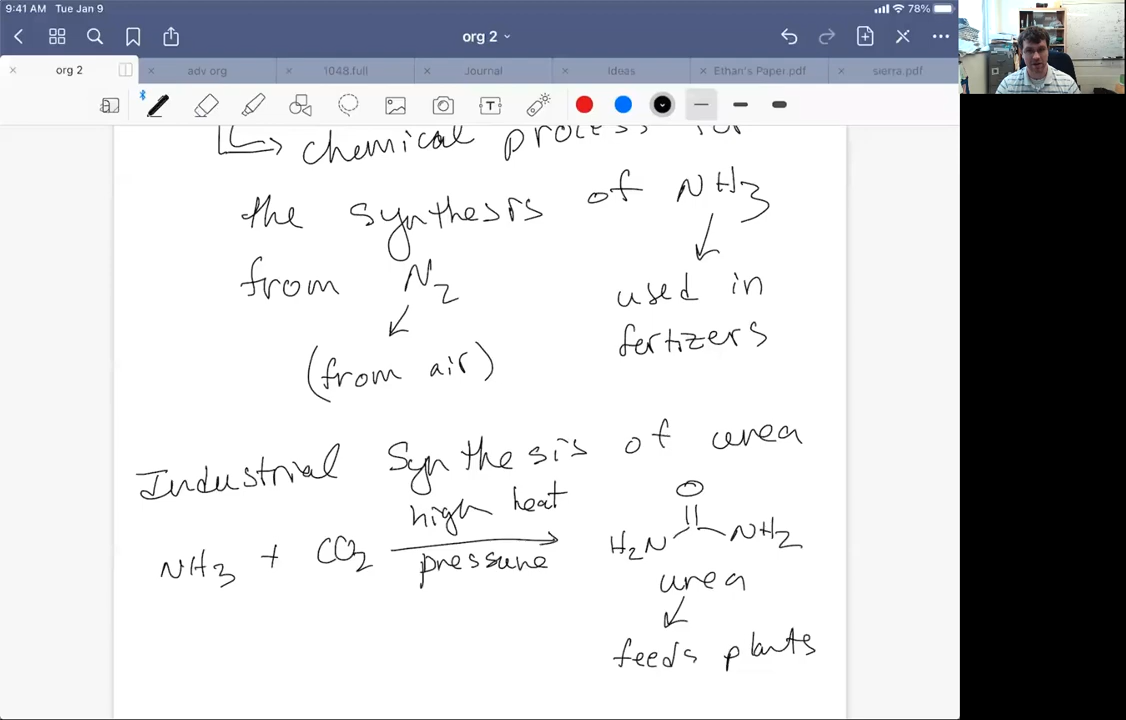 9:41 AM Tue Jan 9
78%
org 2
org 2
adv org
1048.full
Journal
Ideas
Ethan's Paper.pdf
sierra.pdf
chemical process for
the synthesis of NH3
from N2
used in
fertizers
(from air)
Industrial Synthesis of urea
high heat
O
NH3 + CO2
pressure
H2N NH2
urea
feeds plants